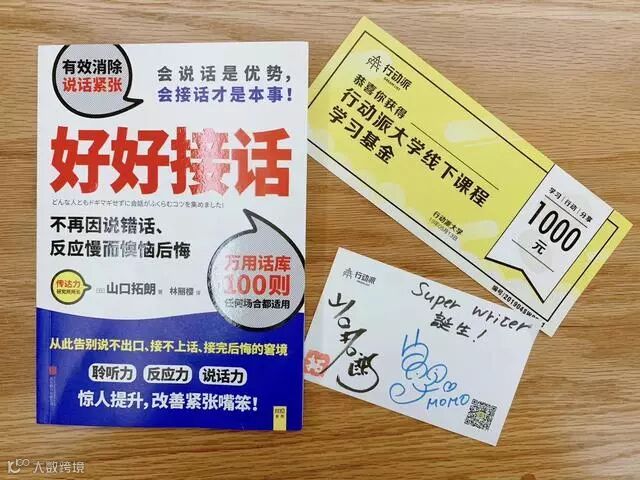 有效消除
说话紧张
会说话是优势，
会接话才是本事！
好好接话
どんな人ともドギマギせずに会話がふくらむコツを集めました！
不再因说错话、
反应慢而懊恼后悔
万用话库
100则
任何场合都适用
传达力
[日] 山口拓朗 著 林丽樱 译
从此告别说不出口、接不上话、接完后悔的窘境
聆听力 反应力 说话力
惊人提升，改善紧张嘴笨！
行动派
恭喜你获得
行动派大学线下课程
学习基金
学习|行动|分享
1000
元
行动派大学
行动派
Super writer
誕生！
山口拓朗
拓
MOMO
大数跨境